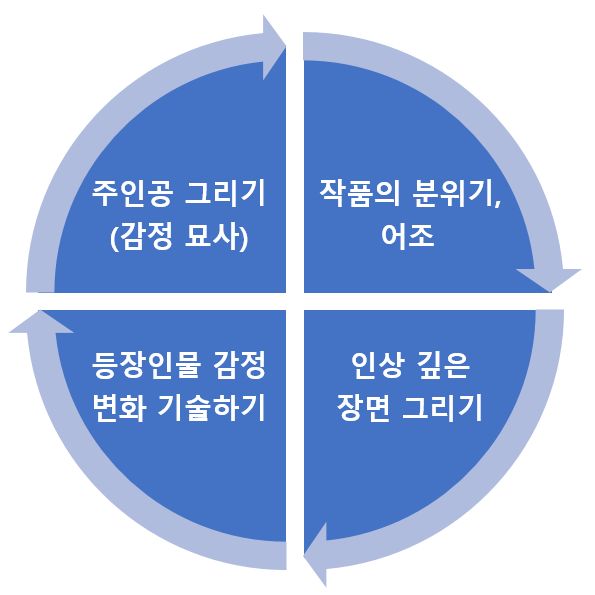 주인공 그리기
(감정 묘사)
작품의 분위기,
어조
등장인물 감정
변화 기술하기
인상 깊은
장면 그리기